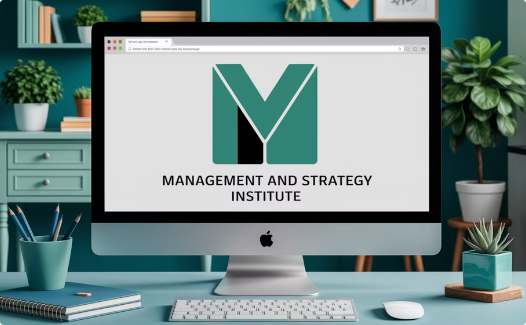 MANAGEMENT AND STRATEGY
INSTITUTE